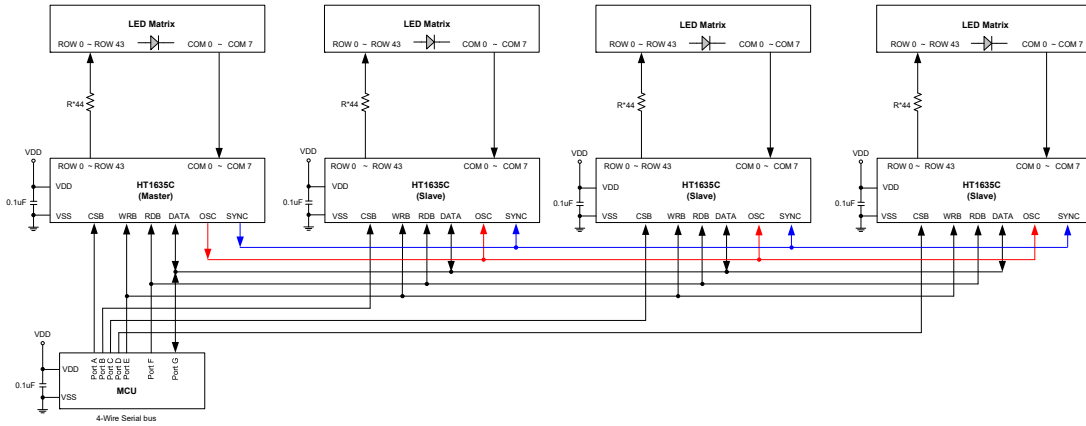 LED Matrix LED Matrix LED Matrix LED Matrix
ROW 0 ~ ROW 43 COM 0 ~ COM 7 ROW 0 ~ ROW 43 COM 0 ~ COM 7 ROW 0 ~ ROW 43 COM 0 ~ COM 7 ROW 0 ~ ROW 43 COM 0 ~ COM 7
R*44 R*44 R*44 R*44
VDD VDD VDD VDD
ROW 0 ~ ROW 43 COM 0 ~ COM 7 ROW 0 ~ ROW 43 COM 0 ~ COM 7 ROW 0 ~ ROW 43 COM 0 ~ COM 7 ROW 0 ~ ROW 43 COM 0 ~ COM 7
VDD HT1635C VDD HT1635C VDD HT1635C VDD HT1635C
0.1uF (Master) 0.1uF (Slave) 0.1uF (Slave) 0.1uF (Slave)
VSS CSB WRB RDB DATA OSC SYNC VSS CSB WRB RDB DATA OSC SYNC VSS CSB WRB RDB DATA OSC SYNC VSS CSB WRB RDB DATA OSC SYNC
VDD
Port A Port B Port C Port D Port E Port F Port G
VDD
0.1uF
MCU
VSS
4-Wire Serial bus